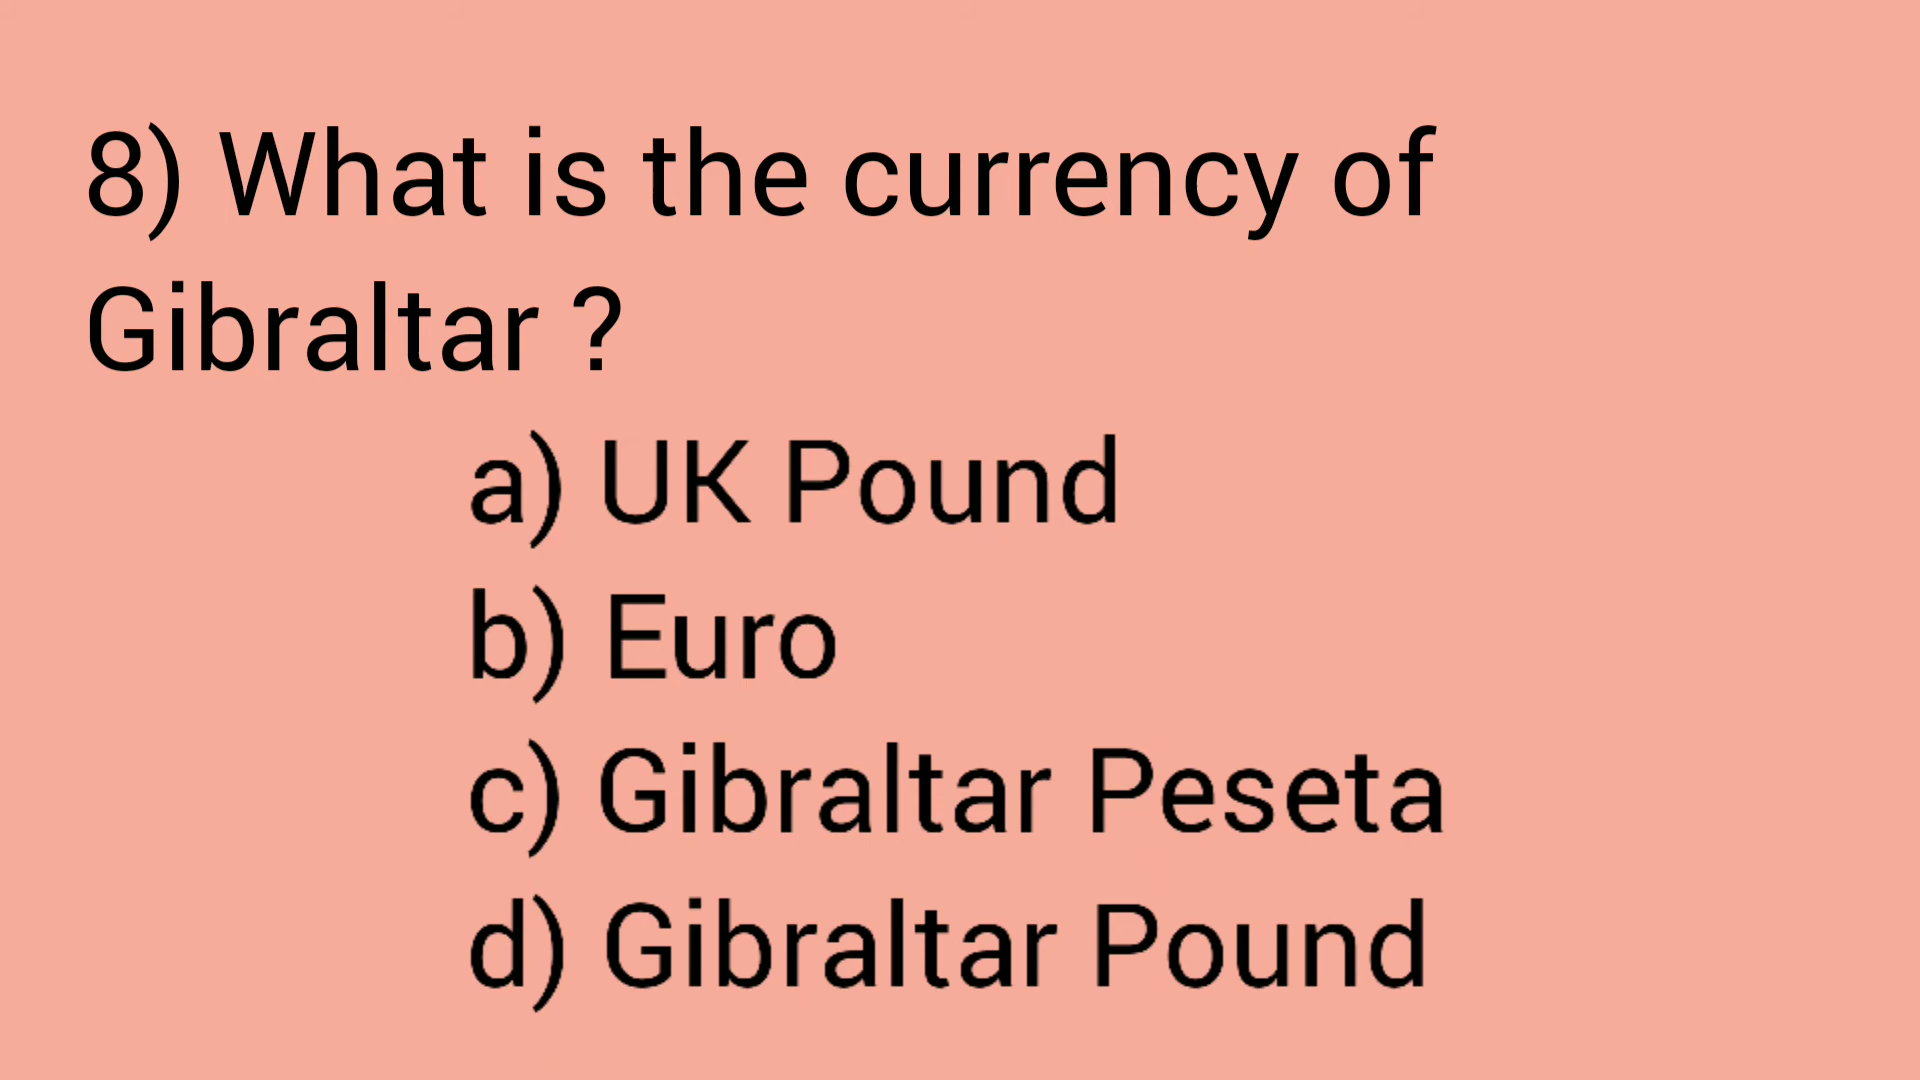 8) What is the currency of
Gibraltar ?
a) UK Pound
b) Euro
c) Gibraltar Peseta
d) Gibraltar Pound